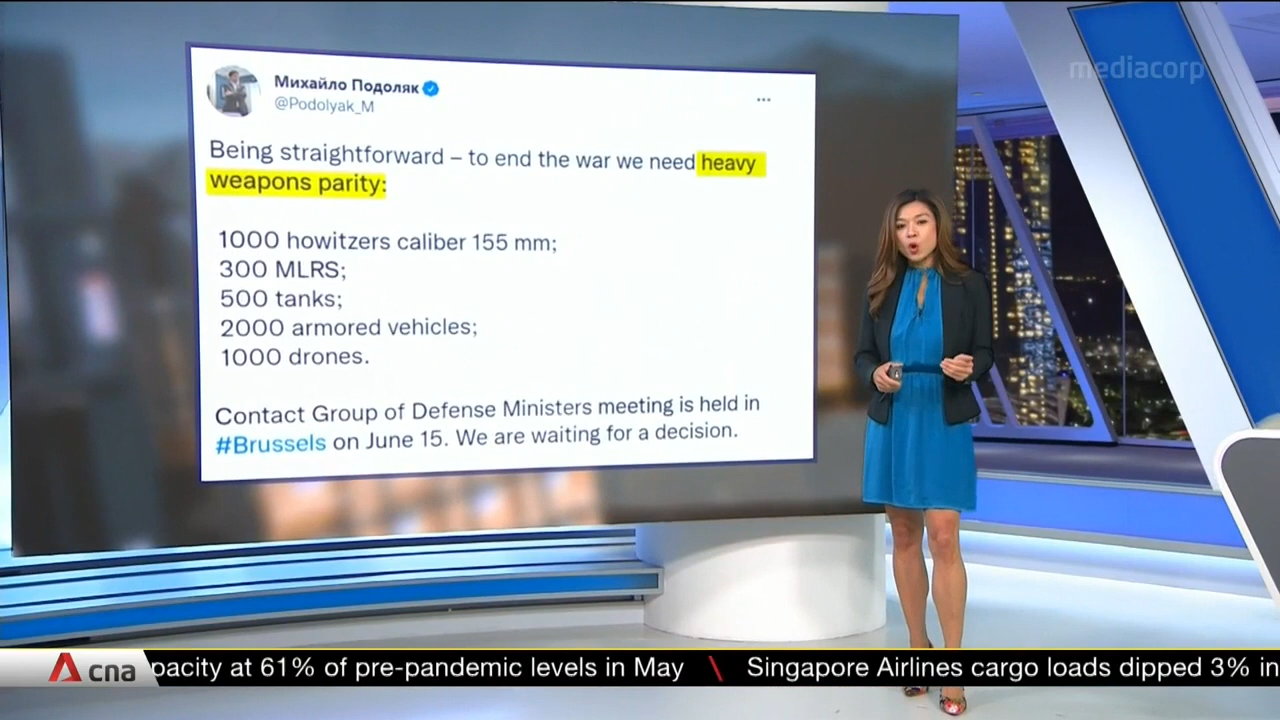 mediacorp
Михайло Подоляк
@Podolyak_M
Being straightforward – to end the war we need heavy
weapons parity:
1000 howitzers caliber 155 mm;
300 MLRS;
500 tanks;
2000 armored vehicles;
1000 drones.
Contact Group of Defense Ministers meeting is held in
#Brussels on June 15. We are waiting for a decision.
cna
pacity at 61% of pre-pandemic levels in May \ Singapore Airlines cargo loads dipped 3% in